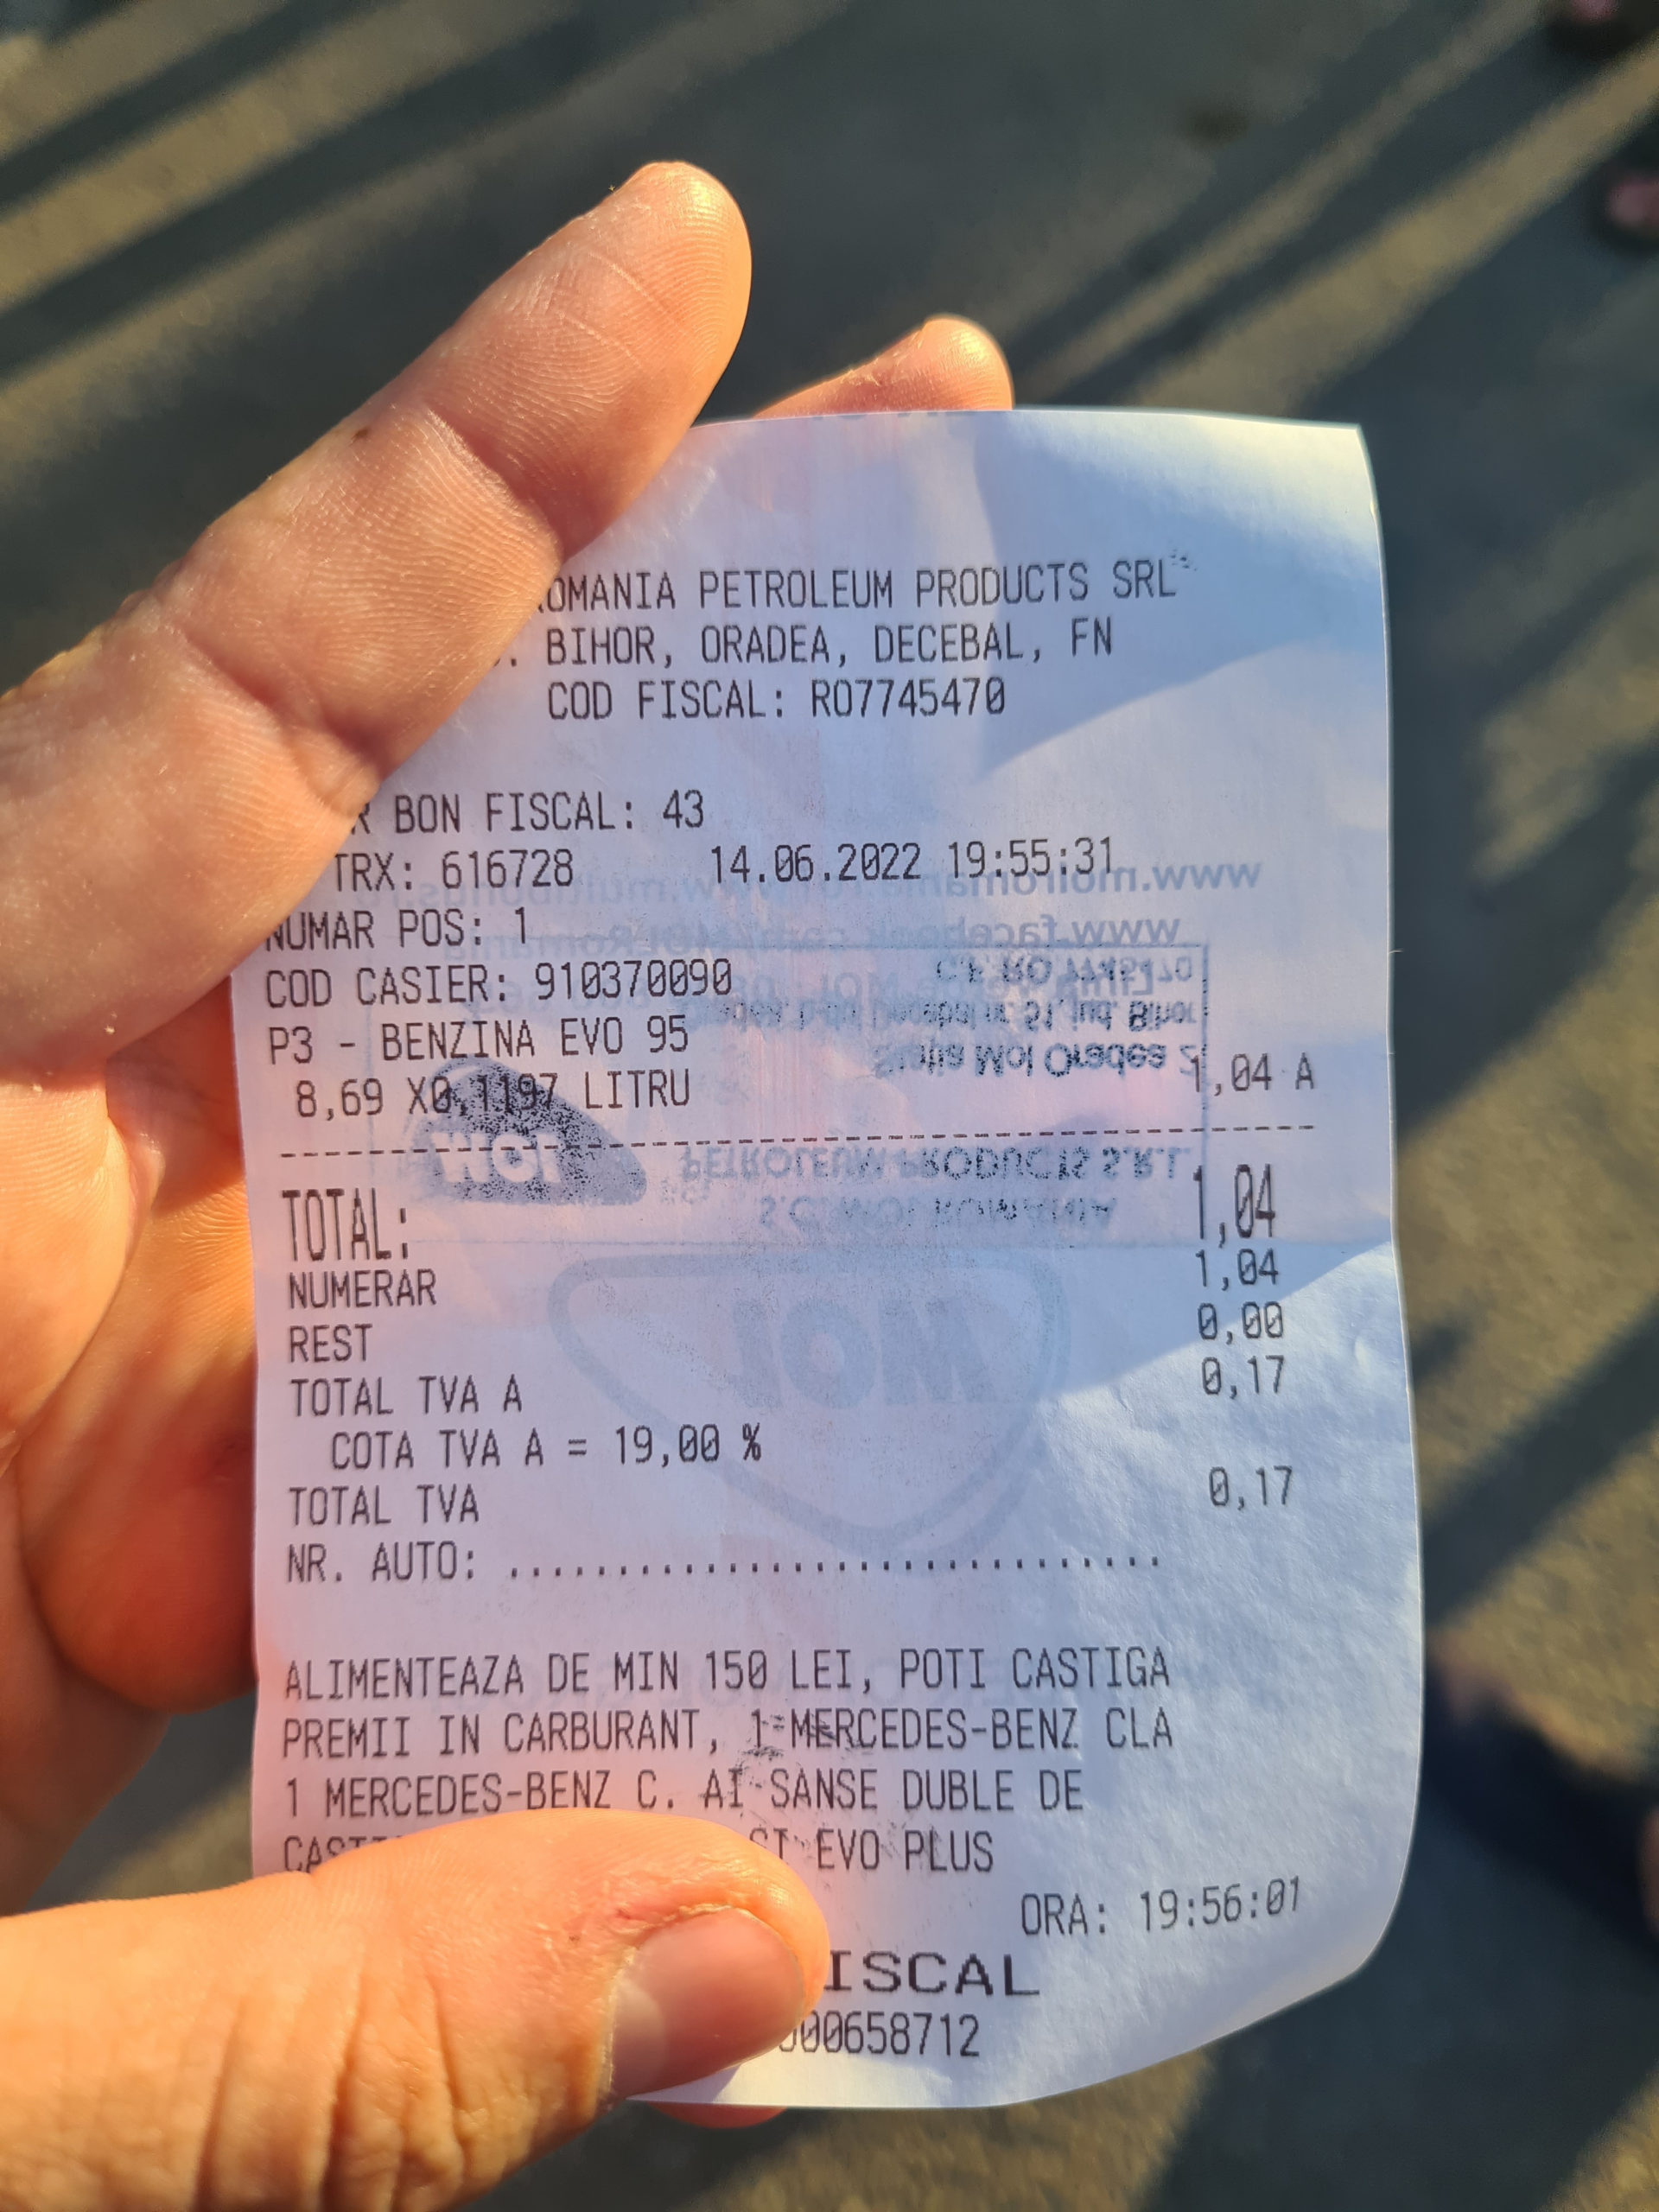 ROMANIA PETROLEUM PRODUCTS SRL
BIHOR, ORADEA, DECEBAL, FN
COD FISCAL: RO7745470
BON FISCAL: 43
TRX: 616728 14.06.2022 19:55:31
NUMAR POS: 1
COD CASIER: 910370090
P3 - BENZINA EVO 95
8,69 X0,1197 LITRU 1,04 A
TOTAL: 1,04
NUMERAR 1,04
REST 0,00
TOTAL TVA A 0,17
COTA TVA A = 19,00 %
TOTAL TVA 0,17
NR. AUTO: ..............................
ALIMENTEAZA DE MIN 150 LEI, POTI CASTIGA
PREMII IN CARBURANT, 1 MERCEDES-BENZ CLA
1 MERCEDES-BENZ C. AI SANSE DUBLE DE
EVO PLUS
ORA: 19:56:01
ISCAL
00658712